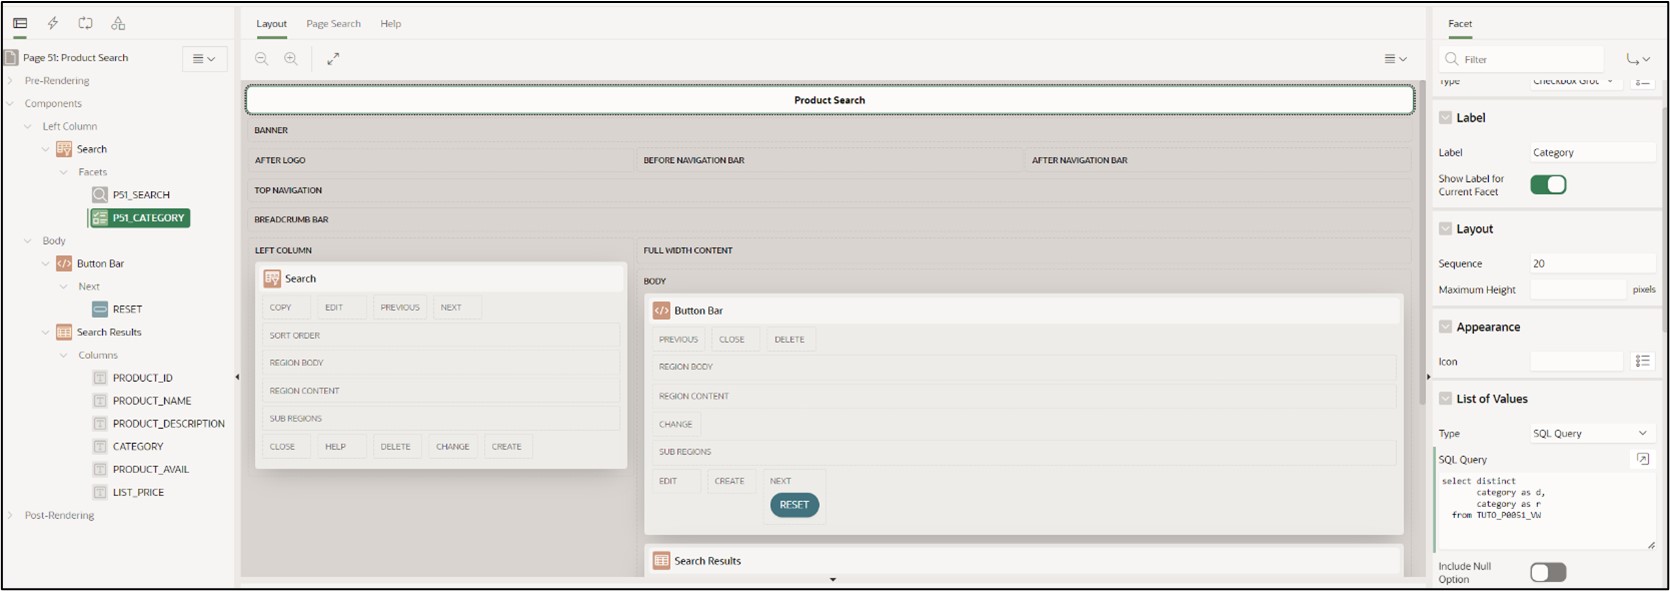 Page 51: Product Search
Pre-Rendering
Components
Left Column
Search
Facets
P51_SEARCH
P51_CATEGORY
Body
Button Bar
Next
RESET
Search Results
Columns
PRODUCT_ID
PRODUCT_NAME
PRODUCT_DESCRIPTION
CATEGORY
PRODUCT_AVAIL
LIST_PRICE
Post-Rendering
Layout Page Search Help
Product Search
BANNER
AFTER LOGO BEFORE NAVIGATION BAR AFTER NAVIGATION BAR
TOP NAVIGATION
BREADCRUMB BAR
LEFT COLUMN
Search
COPY EDIT PREVIOUS NEXT
SORT ORDER
REGION BODY
REGION CONTENT
SUB REGIONS
CLOSE HELP DELETE CHANGE CREATE
FULL WIDTH CONTENT
BODY
Button Bar
PREVIOUS CLOSE DELETE
REGION BODY
REGION CONTENT
CHANGE
SUB REGIONS
EDIT CREATE NEXT
RESET
Search Results
Facet
Filter
Type Checkbox Grou
Label
Label Category
Show Label for
Current Facet
Layout
Sequence 20
Maximum Height pixels
Appearance
Icon
List of Values
Type SQL Query
SQL Query
select distinct
category as d,
category as r
from TUTO_P0051_VW
Include Null
Option